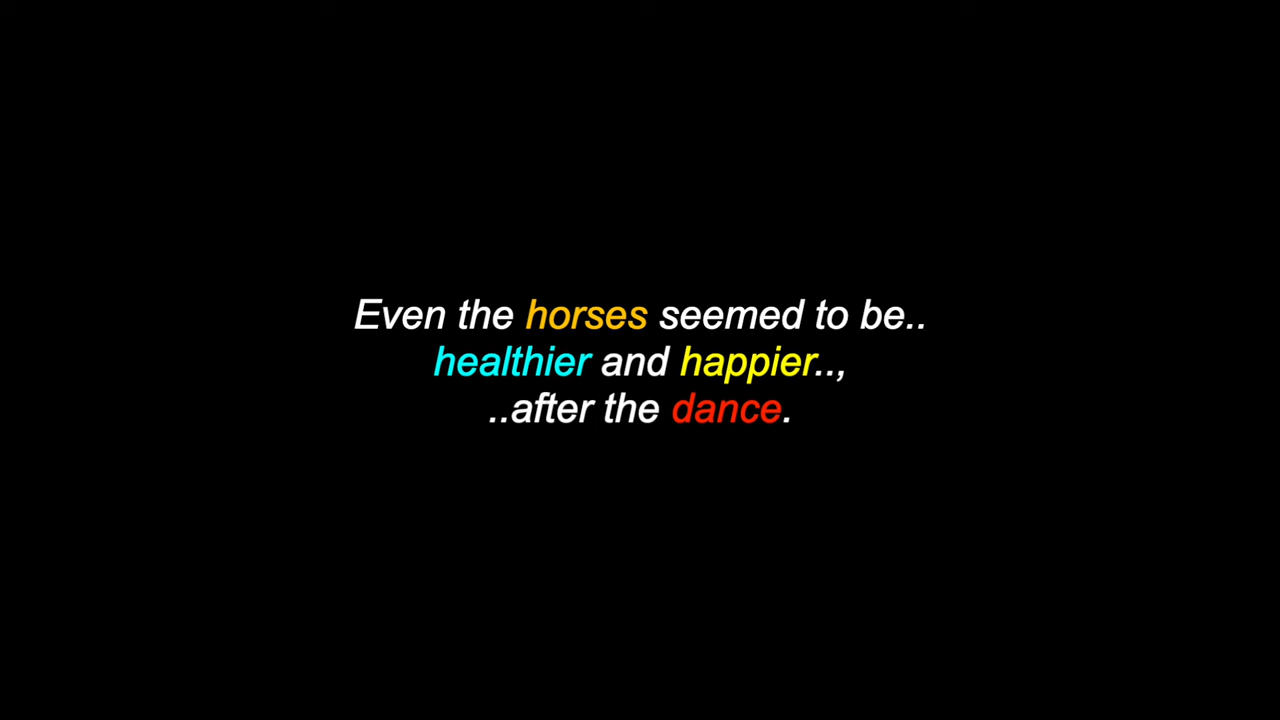 Even the horses seemed to be..
healthier and happier..,
..after the dance.